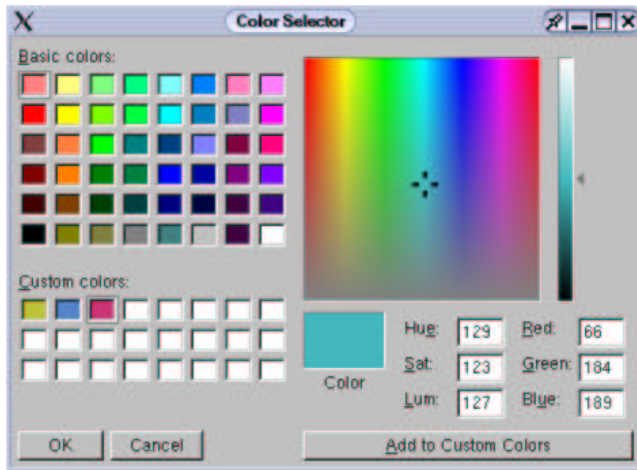 Color Selector
Basic colors:
Custom colors:
Hue: 129 Red: 66
Sat: 123 Green: 184
Color
Lum: 127 Blue: 189
OK Cancel Add to Custom Colors